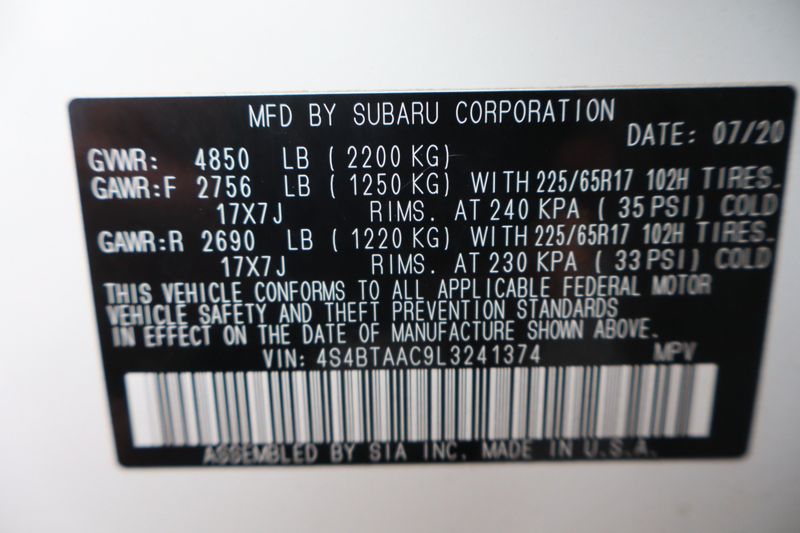 MFD BY SUBARU CORPORATION
DATE: 07/20
GVWR: 4850 LB ( 2200 KG)
GAWR:F 2756 LB ( 1250 KG) WITH 225/65R17 102H TIRES.
17X7J RIMS. AT 240 KPA ( 35 PSI) COLD
GAWR:R 2690 LB ( 1220 KG) WITH 225/65R17 102H TIRES.
17X7J RIMS. AT 230 KPA ( 33 PSI) COLD
THIS VEHICLE CONFORMS TO ALL APPLICABLE FEDERAL MOTOR
VEHICLE SAFETY AND THEFT PREVENTION STANDARDS
IN EFFECT ON THE DATE OF MANUFACTURE SHOWN ABOVE.
VIN: 4S4BTAAC9L3241374 MPV
ASSEMBLED BY SIA INC. MADE IN U.S.A.